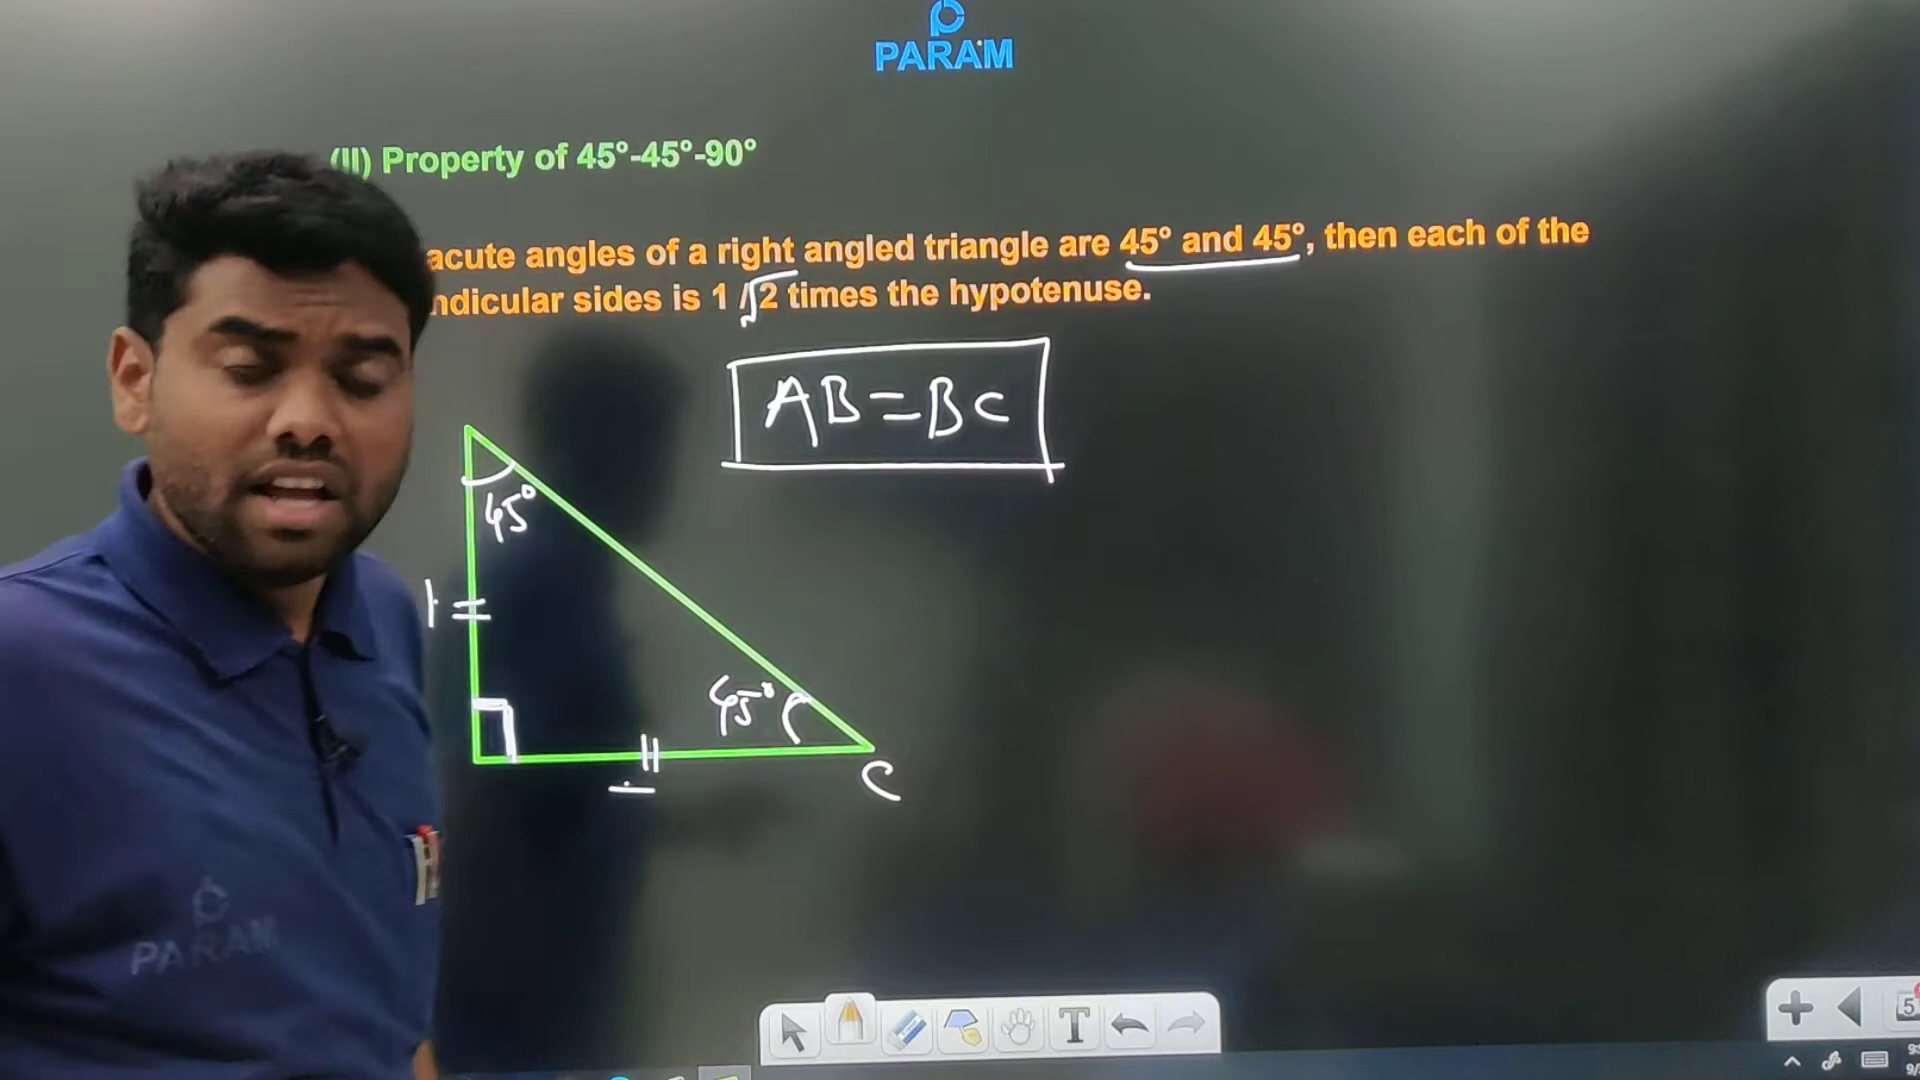 PARAM
(II) Property of 45°-45°-90°
acute angles of a right angled triangle are 45° and 45°, then each of the
ndicular sides is 1/√2 times the hypotenuse.
AB=BC
45°
45°
C
PARAM
T
5